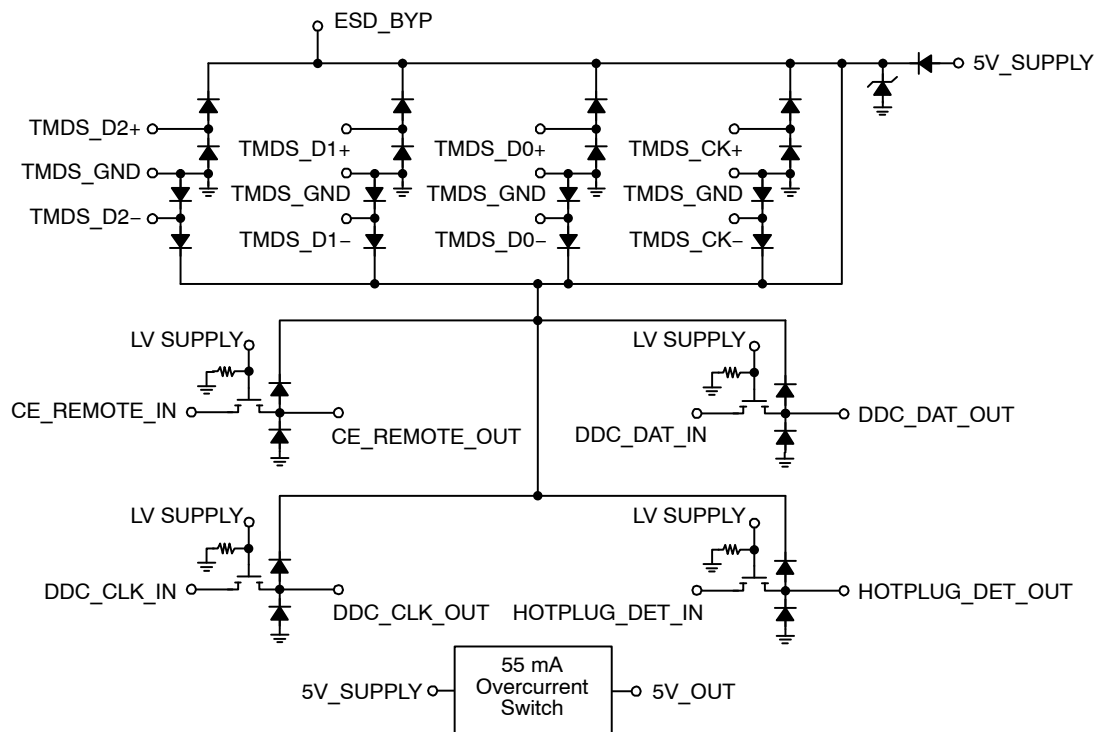 ESD_BYP
5V_SUPPLY
TMDS_D2+
TMDS_D1+
TMDS_D0+
TMDS_CK+
TMDS_GND
TMDS_GND
TMDS_GND
TMDS_GND
TMDS_D2−
TMDS_D1−
TMDS_D0−
TMDS_CK−
LV SUPPLY
LV SUPPLY
CE_REMOTE_IN
CE_REMOTE_OUT
DDC_DAT_IN
DDC_DAT_OUT
LV SUPPLY
LV SUPPLY
DDC_CLK_IN
DDC_CLK_OUT
HOTPLUG_DET_IN
HOTPLUG_DET_OUT
5V_SUPPLY
55 mA
Overcurrent
Switch
5V_OUT